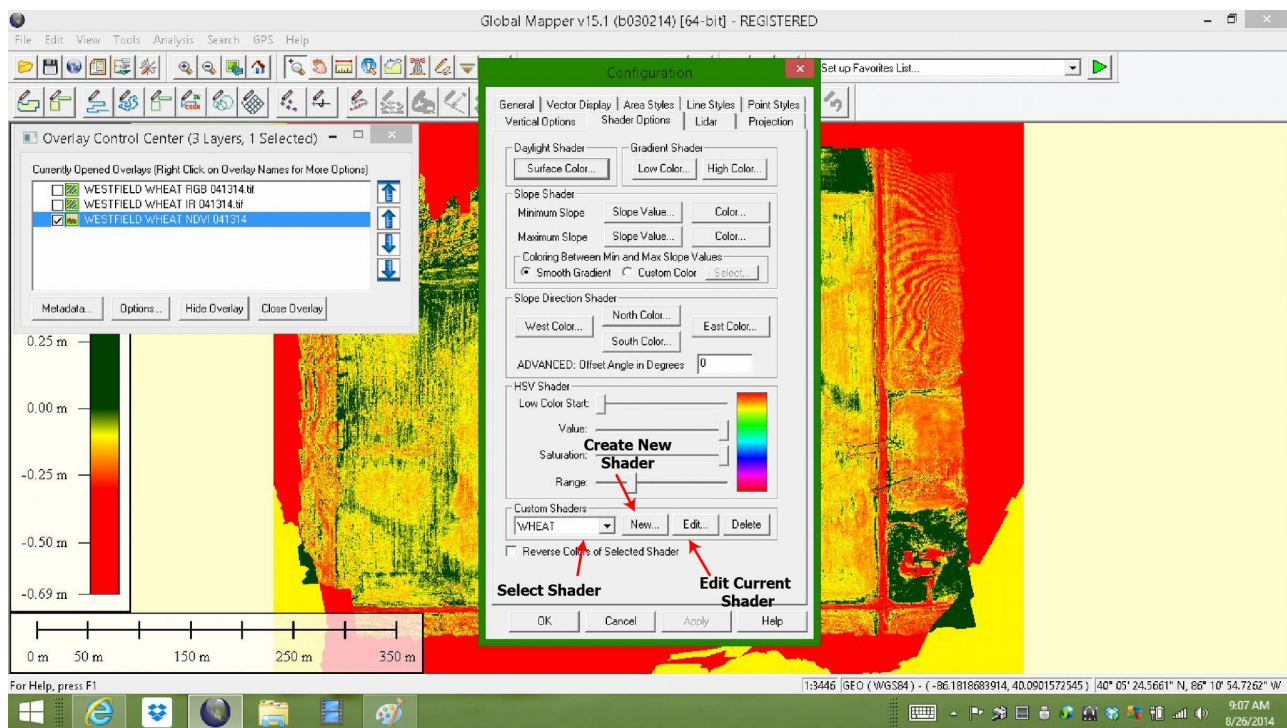 Global Mapper v15.1 (b030214) [64-bit] - REGISTERED
File Edit View Tools Analysis Search GPS Help
Set up Favorites List...
Overlay Control Center (3 Layers, 1 Selected)
Currently Opened Overlays (Right Click on Overlay Names for More Options)
WESTFIELD WHEAT RGB 041314.tif
WESTFIELD WHEAT IR 041314.tif
WESTFIELD WHEAT NDVI 041314
Metadata... Options... Hide Overlay Close Overlay
0.25 m
0.00 m
-0.25 m
-0.50 m
-0.69 m
0 m 50 m 150 m 250 m 350 m
Configuration
General Vector Display Area Styles Line Styles Point Styles
Vertical Options Shader Options Lidar Projection
Daylight Shader Gradient Shader
Surface Color... Low Color... High Color...
Slope Shader
Minimum Slope Slope Value... Color...
Maximum Slope Slope Value... Color...
Coloring Between Min and Max Slope Values
Smooth Gradient Custom Color Select...
Slope Direction Shader
North Color...
West Color... East Color...
South Color...
ADVANCED: Offset Angle in Degrees 0
HSV Shader
Low Color Start:
Value:
Create New
Saturation:
Shader
Range:
Custom Shaders
WHEAT New... Edit... Delete
Reverse Colors of Selected Shader
Select Shader
Edit Current
Shader
OK Cancel Apply Help
For Help, press F1
1:3446 GEO (WGS84) - ( -86.1818683914, 40.0901572545 ) 40° 05' 24.5661" N, 86° 10' 54.7262" W
9:07 AM
8/26/2014